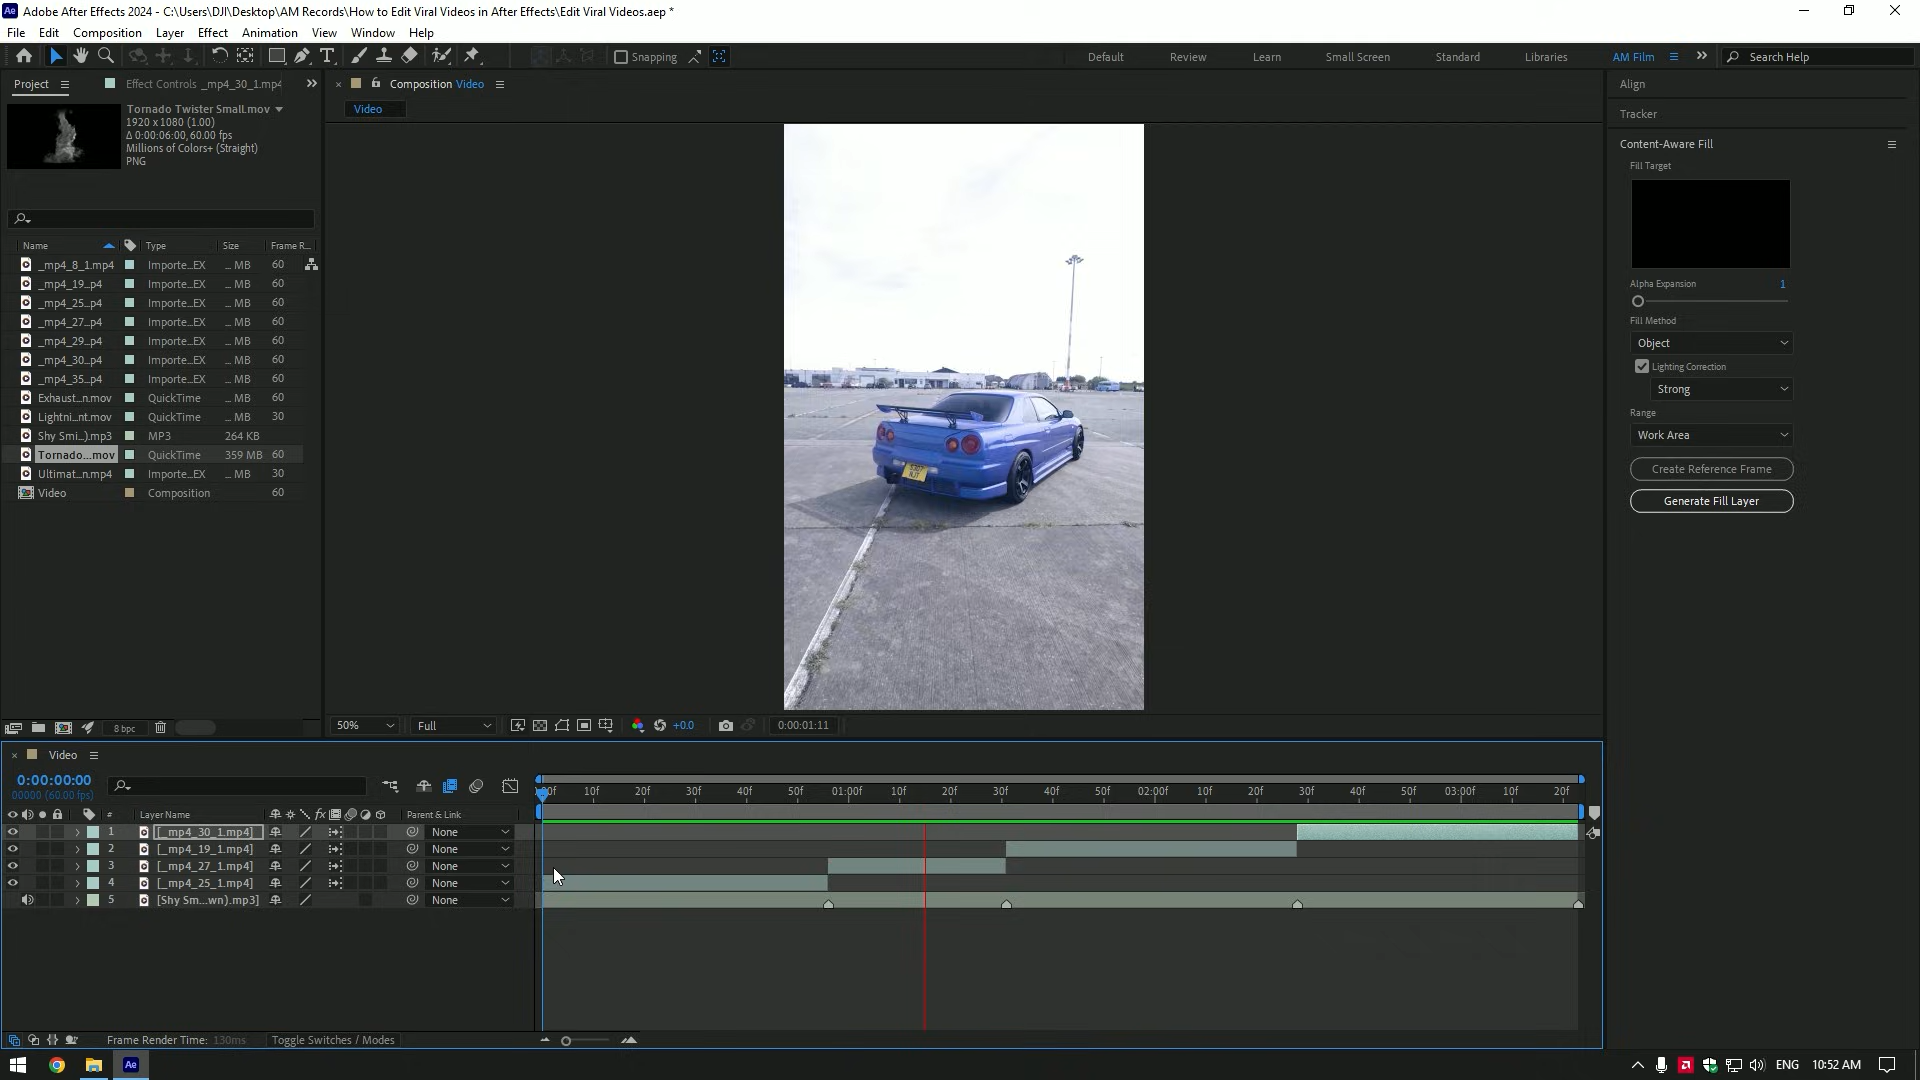 Adobe After Effects 2024 - C:\Users\DJI\Desktop\AM Records\How to Edit Viral Videos in After Effects\Edit Viral Videos.aep *
File Edit Composition Layer Effect Animation View Window Help
Snapping
Default Review Learn Small Screen Standard Libraries AM Film
Search Help
Project
Effect Controls _mp4_30_1.mp4
Tornado Twister Small.mov
1920 x 1080 (1.00)
Δ 0:00:06:00, 60.00 fps
Millions of Colors+ (Straight)
PNG
Name Type Size Frame R...
_mp4_8_1.mp4 Importe...EX ... MB 60
_mp4_19...p4 Importe...EX ... MB 60
_mp4_25...p4 Importe...EX ... MB 60
_mp4_27...p4 Importe...EX ... MB 60
_mp4_29...p4 Importe...EX ... MB 60
_mp4_30...p4 Importe...EX ... MB 60
_mp4_35...p4 Importe...EX ... MB 60
Exhaust...n.mov QuickTime ... MB 60
Lightni...nt.mov QuickTime ... MB 30
Shy Smi...).mp3 MP3 264 KB
Tornado...mov QuickTime 359 MB 60
Ultimat...n.mp4 Importe...EX ... MB 30
Video Composition 60
8 bpc
Composition Video
Video
50% Full +0.0 0:00:01:11
Align
Tracker
Content-Aware Fill
Fill Target
Alpha Expansion 1
Fill Method
Object
Lighting Correction
Strong
Range
Work Area
Create Reference Frame
Generate Fill Layer
Video
0:00:00:00
00000 (60.00 fps)
:00f 10f 20f 30f 40f 50f 01:00f 10f 20f 30f 40f 50f 02:00f 10f 20f 30f 40f 50f 03:00f 10f 20f
# Layer Name fx Parent & Link
1 [_mp4_30_1.mp4] None
2 [_mp4_19_1.mp4] None
3 [_mp4_27_1.mp4] None
4 [_mp4_25_1.mp4] None
5 [Shy Sm...wn).mp3] None
Frame Render Time: 130ms Toggle Switches / Modes
Ae ENG 10:52 AM